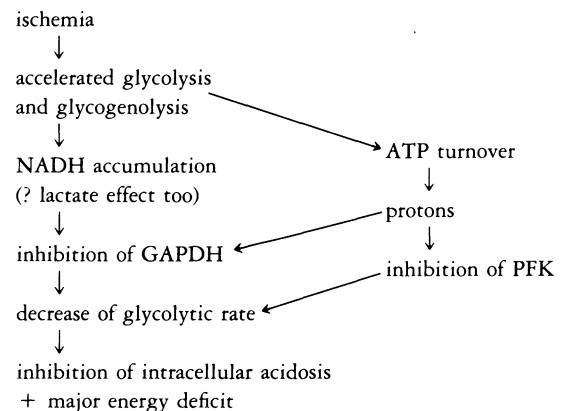 ischemia
accelerated glycolysis
and glycogenolysis
NADH accumulation
(? lactate effect too)
inhibition of GAPDH
decrease of glycolytic rate
inhibition of intracellular acidosis
+ major energy deficit
ATP turnover
protons
inhibition of PFK